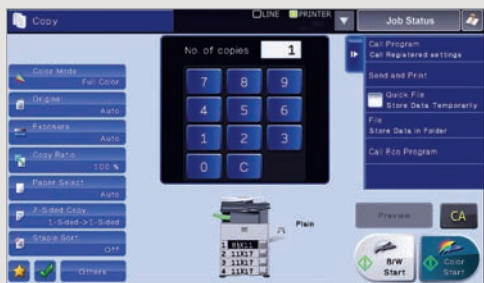 Copy
LINE PRINTER
Job Status
No. of copies 1
7 8 9
4 5 6
1 2 3
0 C
Color Mode
Full Color
Original
Auto
Exposure
Auto
Copy Ratio
100 %
Paper Select
Auto
2-Sided Copy
1-Sided->1-Sided
Staple Sort
Off
Others
Plain
1 8½X11
2 11X17
3 11X17
4 11X17
Call Program
Call Registered settings
Send and Print
Quick File
Store Data Temporarily
File
Store Data in Folder
Call Eco Program
Preview
CA
B/W
Start
Color
Start